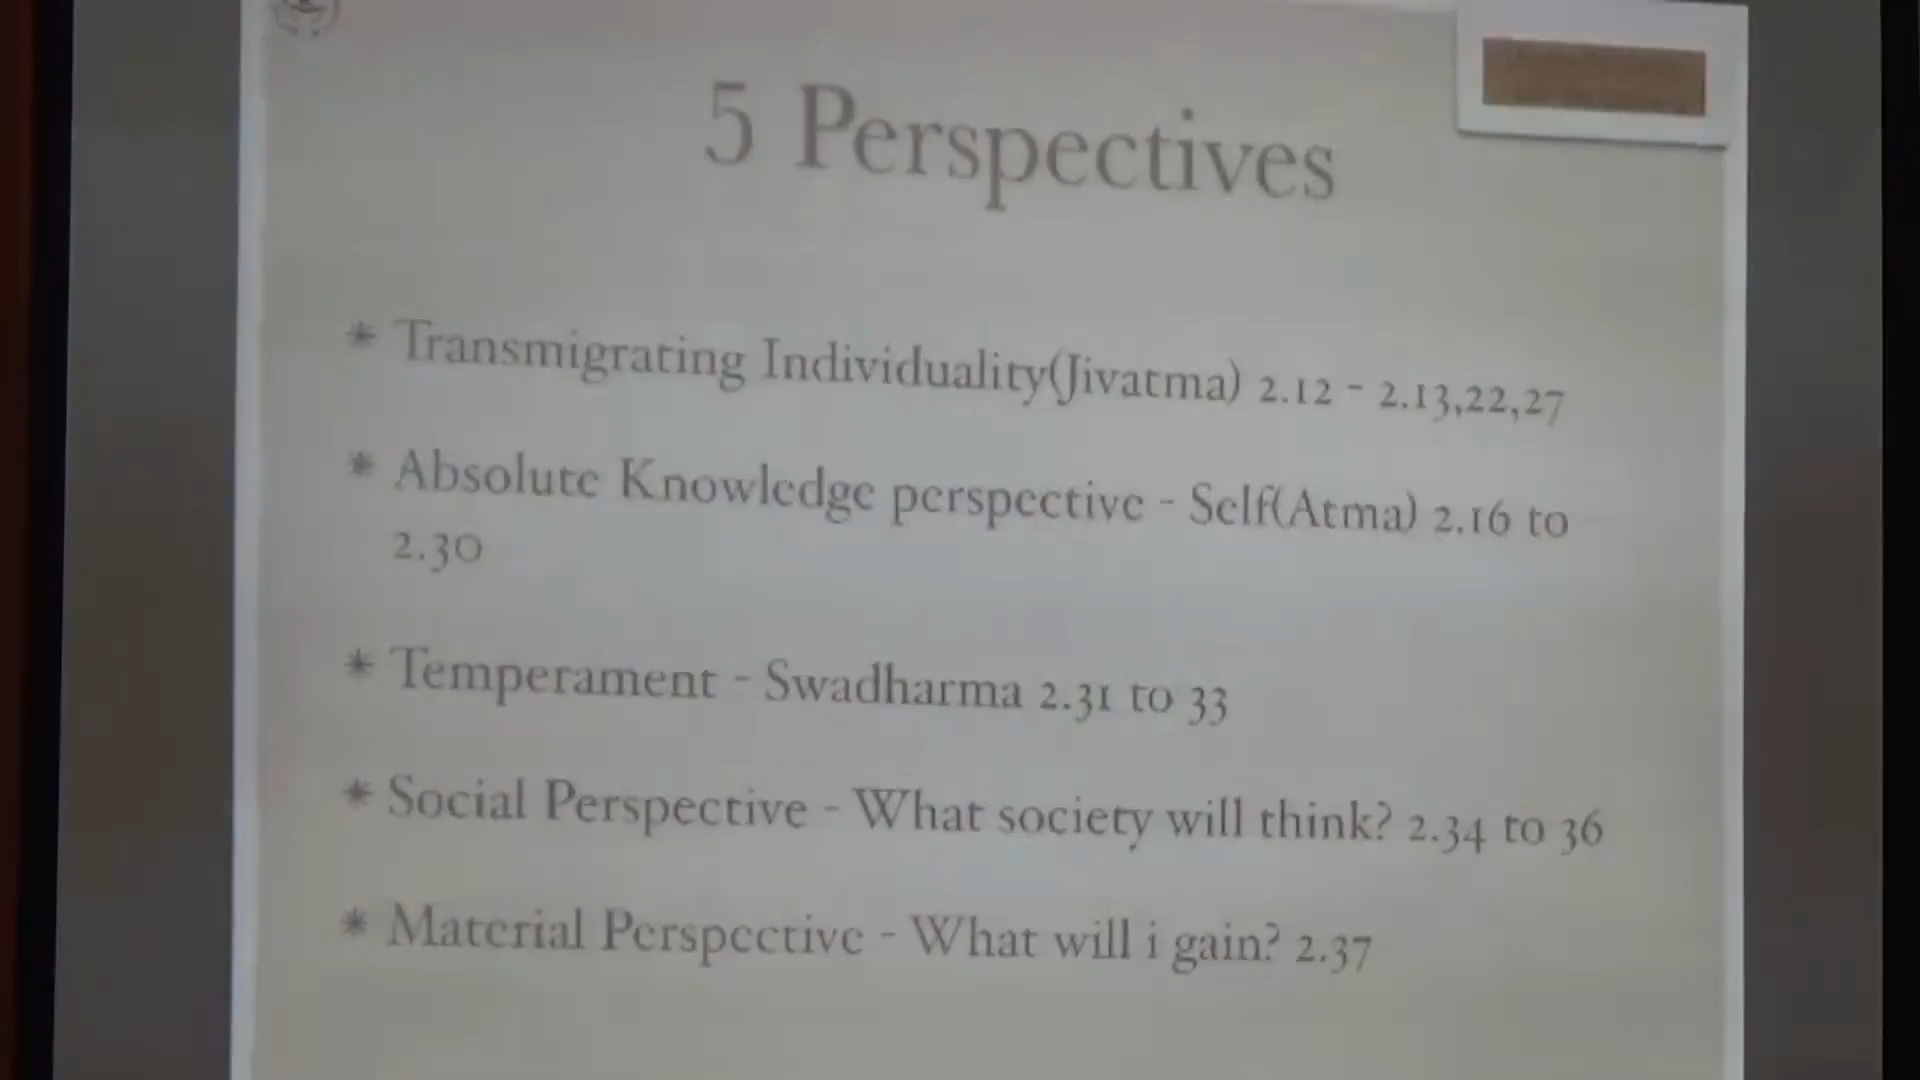 5 Perspectives
* Transmigrating Individuality(Jivatma) 2.12 - 2.13,22,27
* Absolute Knowledge perspective - Self(Atma) 2.16 to
2.30
* Temperament - Swadharma 2.31 to 33
* Social Perspective - What society will think? 2.34 to 36
* Material Perspective - What will i gain? 2.37